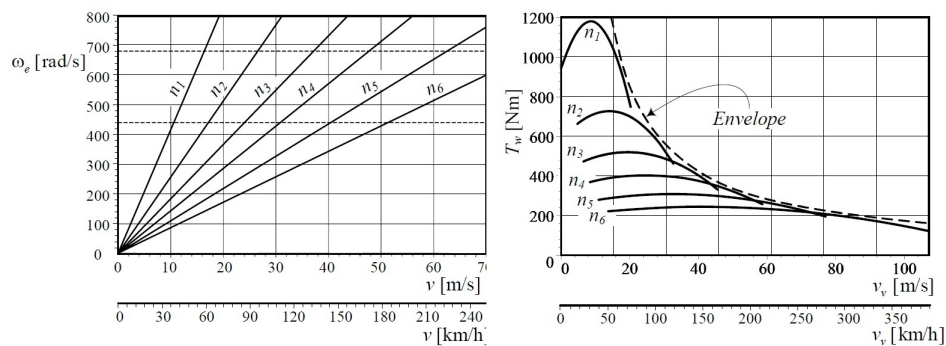 800
700
600
500
400
300
200
100
0
ωe [rad/s]
n1
n2
n3
n4
n5
n6
0 10 20 30 40 50 60 70
v [m/s]
0 30 60 90 120 150 180 210 240
v [km/h]
1200
1000
800
600
400
200
0
Tw [Nm]
n1
n2
n3
n4
n5
n6
Envelope
0 20 40 60 80 100
vv [m/s]
0 50 100 150 200 250 300 350
vv [km/h]